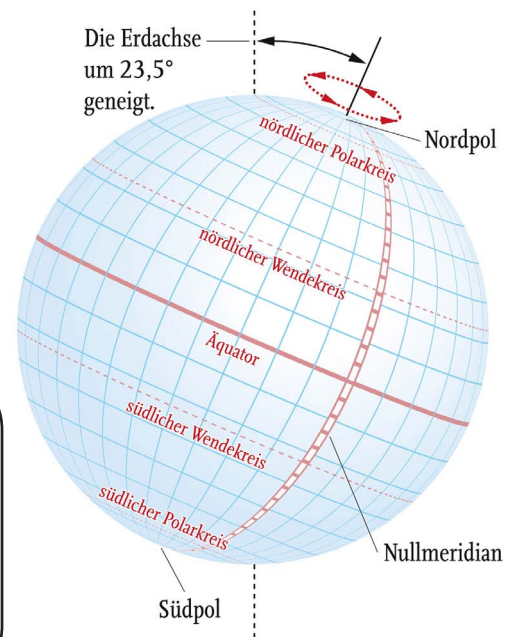 Die Erdachse
um 23,5°
geneigt.
Nordpol
nördlicher Polarkreis
nördlicher Wendekreis
Äquator
südlicher Wendekreis
südlicher Polarkreis
Nullmeridian
Südpol